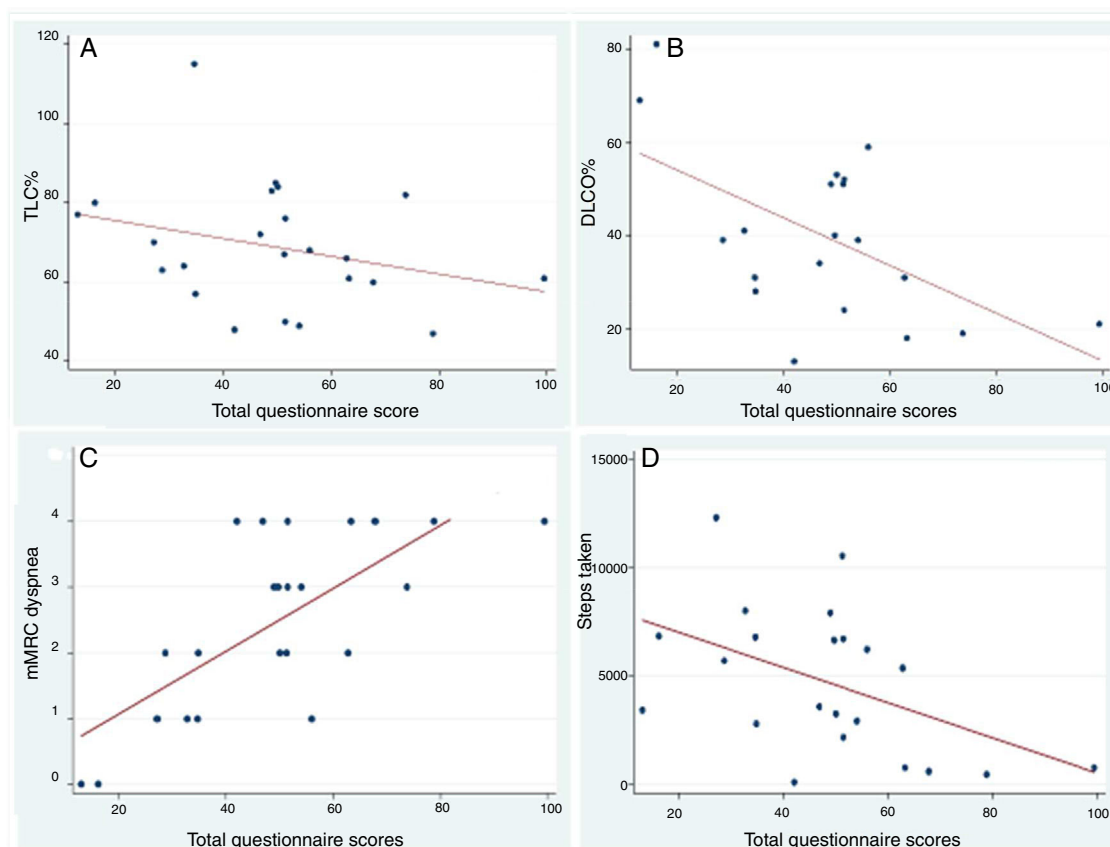 A
TLC%
120
100
80
60
40
20 40 60 80 100
Total questionnaire score
B
DLCO%
80
60
40
20
20 40 60 80 100
Total questionnaire scores
C
mMRC dyspnea
4
3
2
1
0
20 40 60 80 100
Total questionnaire scores
D
Steps taken
15000
10000
5000
0
20 40 60 80 100
Total questionnaire scores